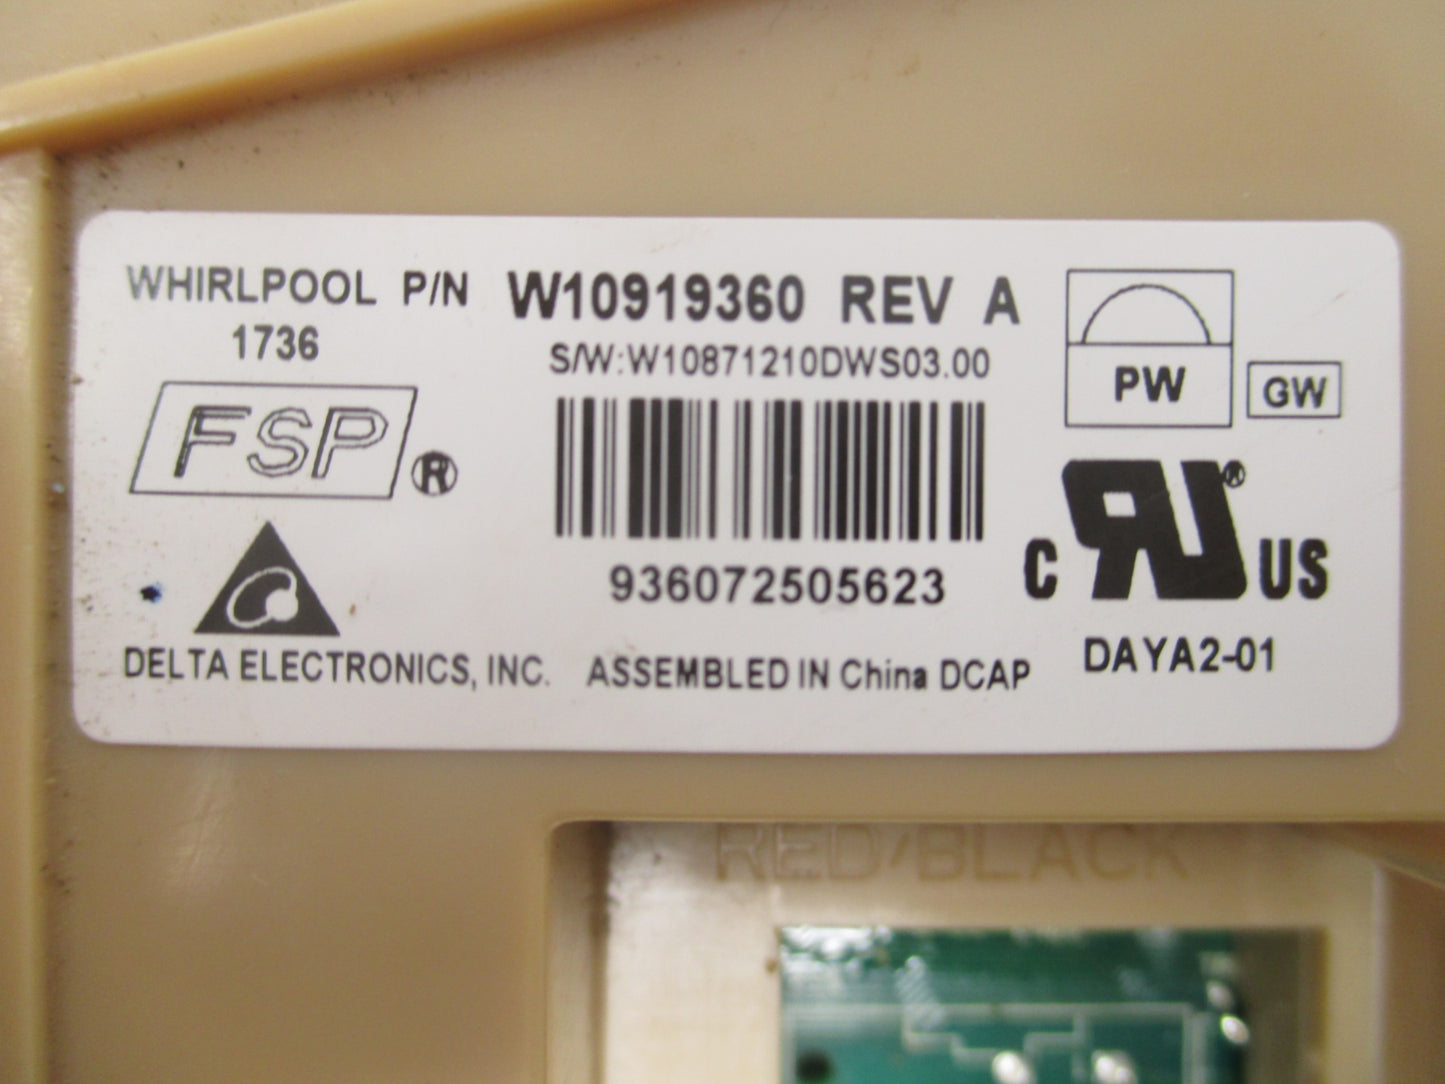 WHIRLPOOL P/N W10919360 REV A
1736
S/W:W10871210DWS03.00
PW
GW
FSP®
936072505623
C RU® US
DELTA ELECTRONICS, INC. ASSEMBLED IN China DCAP
DAYA2-01
RED/BLACK